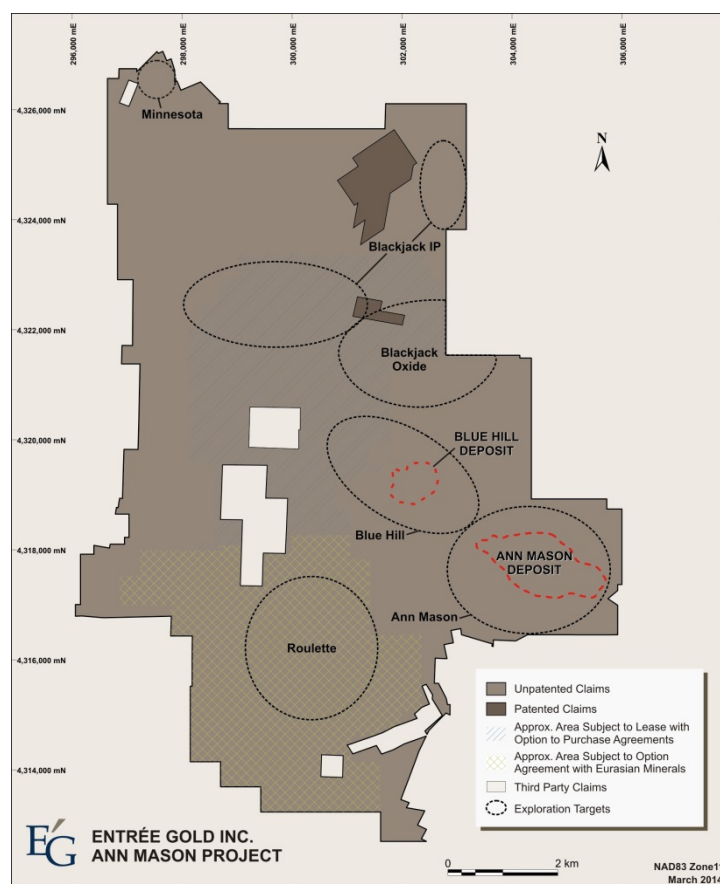 296,000 mE
298,000 mE
300,000 mE
302,000 mE
304,000 mE
306,000 mE
4,326,000 mN
4,324,000 mN
4,322,000 mN
4,320,000 mN
4,318,000 mN
4,316,000 mN
4,314,000 mN
Minnesota
N
Blackjack IP
Blackjack
Oxide
BLUE HILL
DEPOSIT
Blue Hill
ANN MASON
DEPOSIT
Ann Mason
Roulette
Unpatented Claims
Patented Claims
Approx. Area Subject to Lease with
Option to Purchase Agreements
Approx. Area Subject to Option
Agreement with Eurasian Minerals
Third Party Claims
Exploration Targets
EG
ENTRÉE GOLD INC.
ANN MASON PROJECT
0 2 km
NAD83 Zone11
March 2014